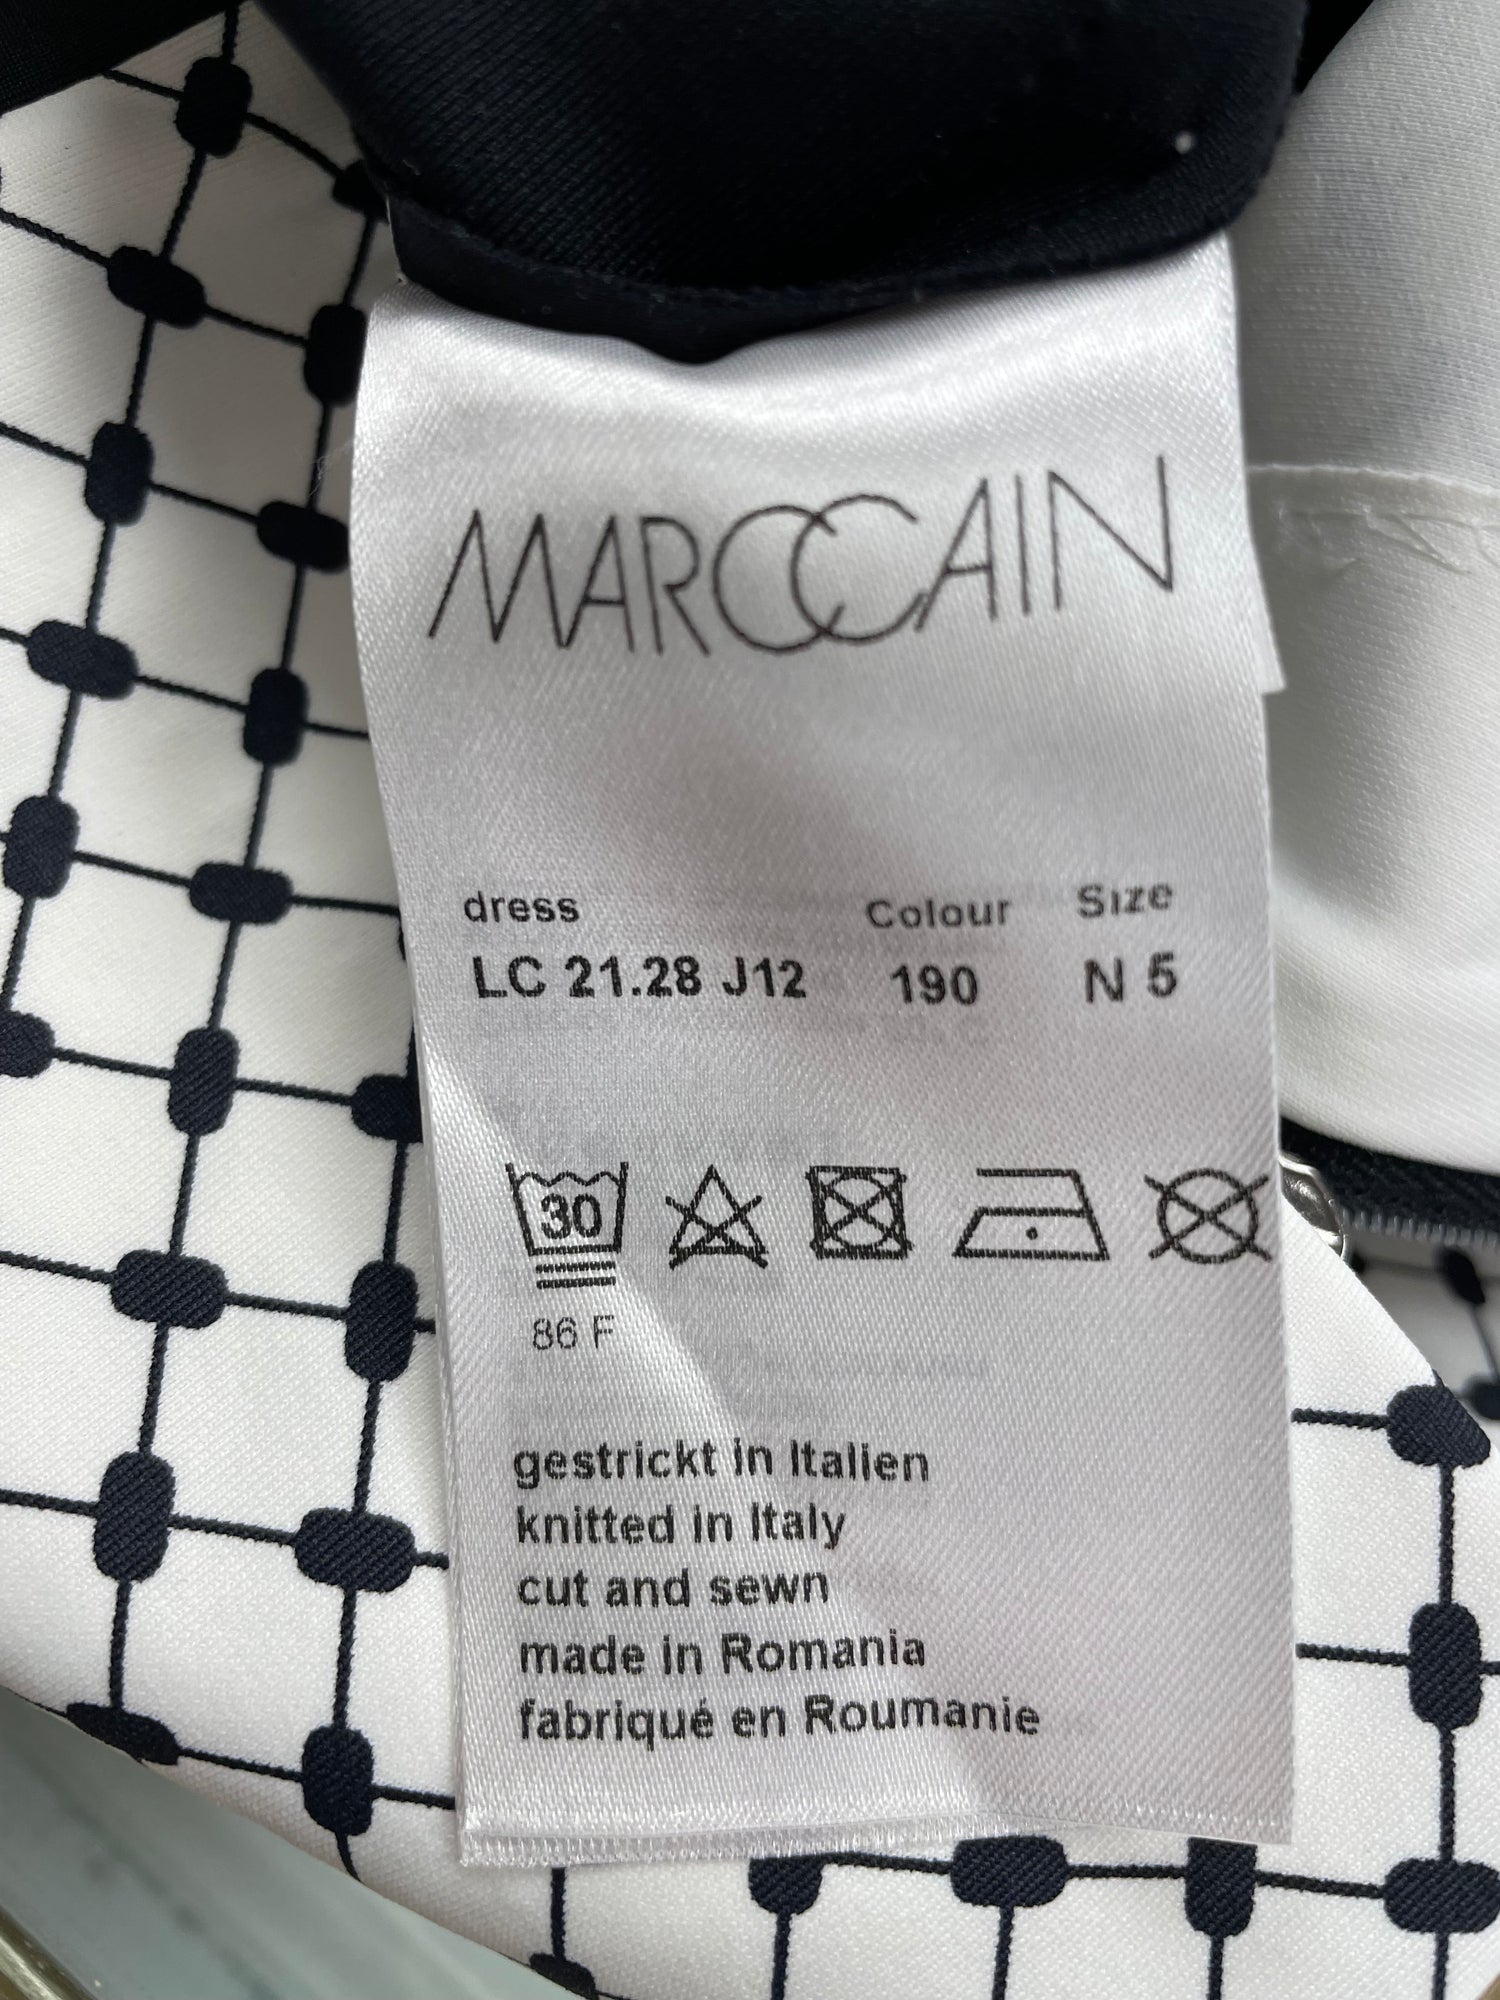 MARCCAIN
dress Colour Size
LC 21.28 J12 190 N 5
30
86 F
gestrickt in Italien
knitted in Italy
cut and sewn
made in Romania
fabriqué en Roumanie